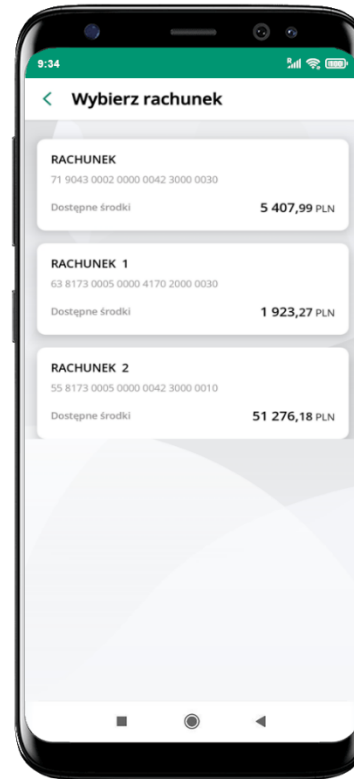 9:34
Wybierz rachunek
RACHUNEK
71 9043 0002 0000 0042 3000 0030
Dostępne środki 5 407,99 PLN
RACHUNEK 1
63 8173 0005 0000 4170 2000 0030
Dostępne środki 1 923,27 PLN
RACHUNEK 2
55 8173 0005 0000 0042 3000 0010
Dostępne środki 51 276,18 PLN